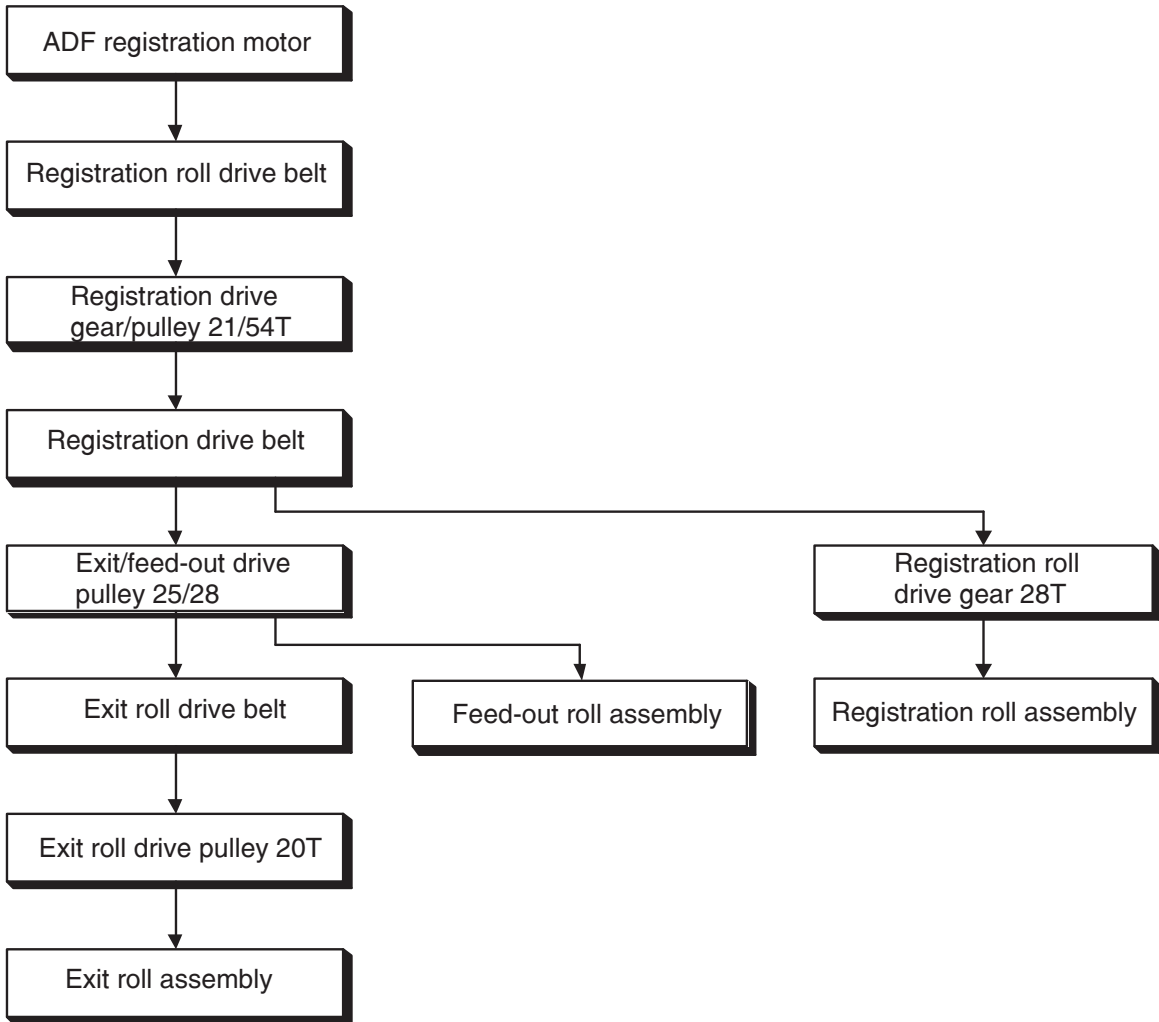 ADF registration motor
Registration roll drive belt
Registration drive
gear/pulley 21/54T
Registration drive belt
Exit/feed-out drive
pulley 25/28
Registration roll
drive gear 28T
Exit roll drive belt
Feed-out roll assembly
Registration roll assembly
Exit roll drive pulley 20T
Exit roll assembly